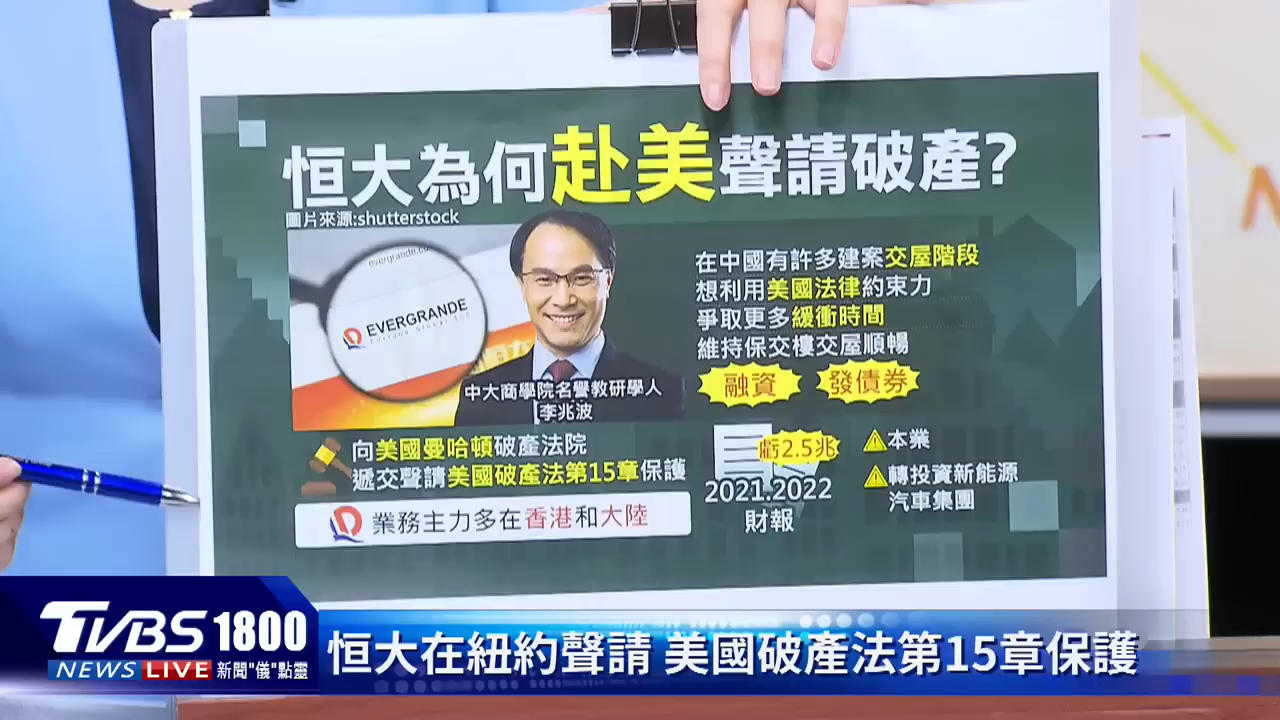 恒大為何赴美聲請破產?
圖片來源:shutterstock
EVERGRANDE
中大商學院名譽教研學人
李兆波
在中國有許多建案交屋階段
想利用美國法律約束力
爭取更多緩衝時間
維持保交樓交屋順暢
融資
發債券
向美國曼哈頓破產法院
遞交聲請美國破產法第15章保護
業務主力多在香港和大陸
虧2.5兆
2021.2022
財報
本業
轉投資新能源
汽車集團
TVBS 1800
NEWS LIVE 新聞"儀"點靈
恒大在紐約聲請 美國破產法第15章保護